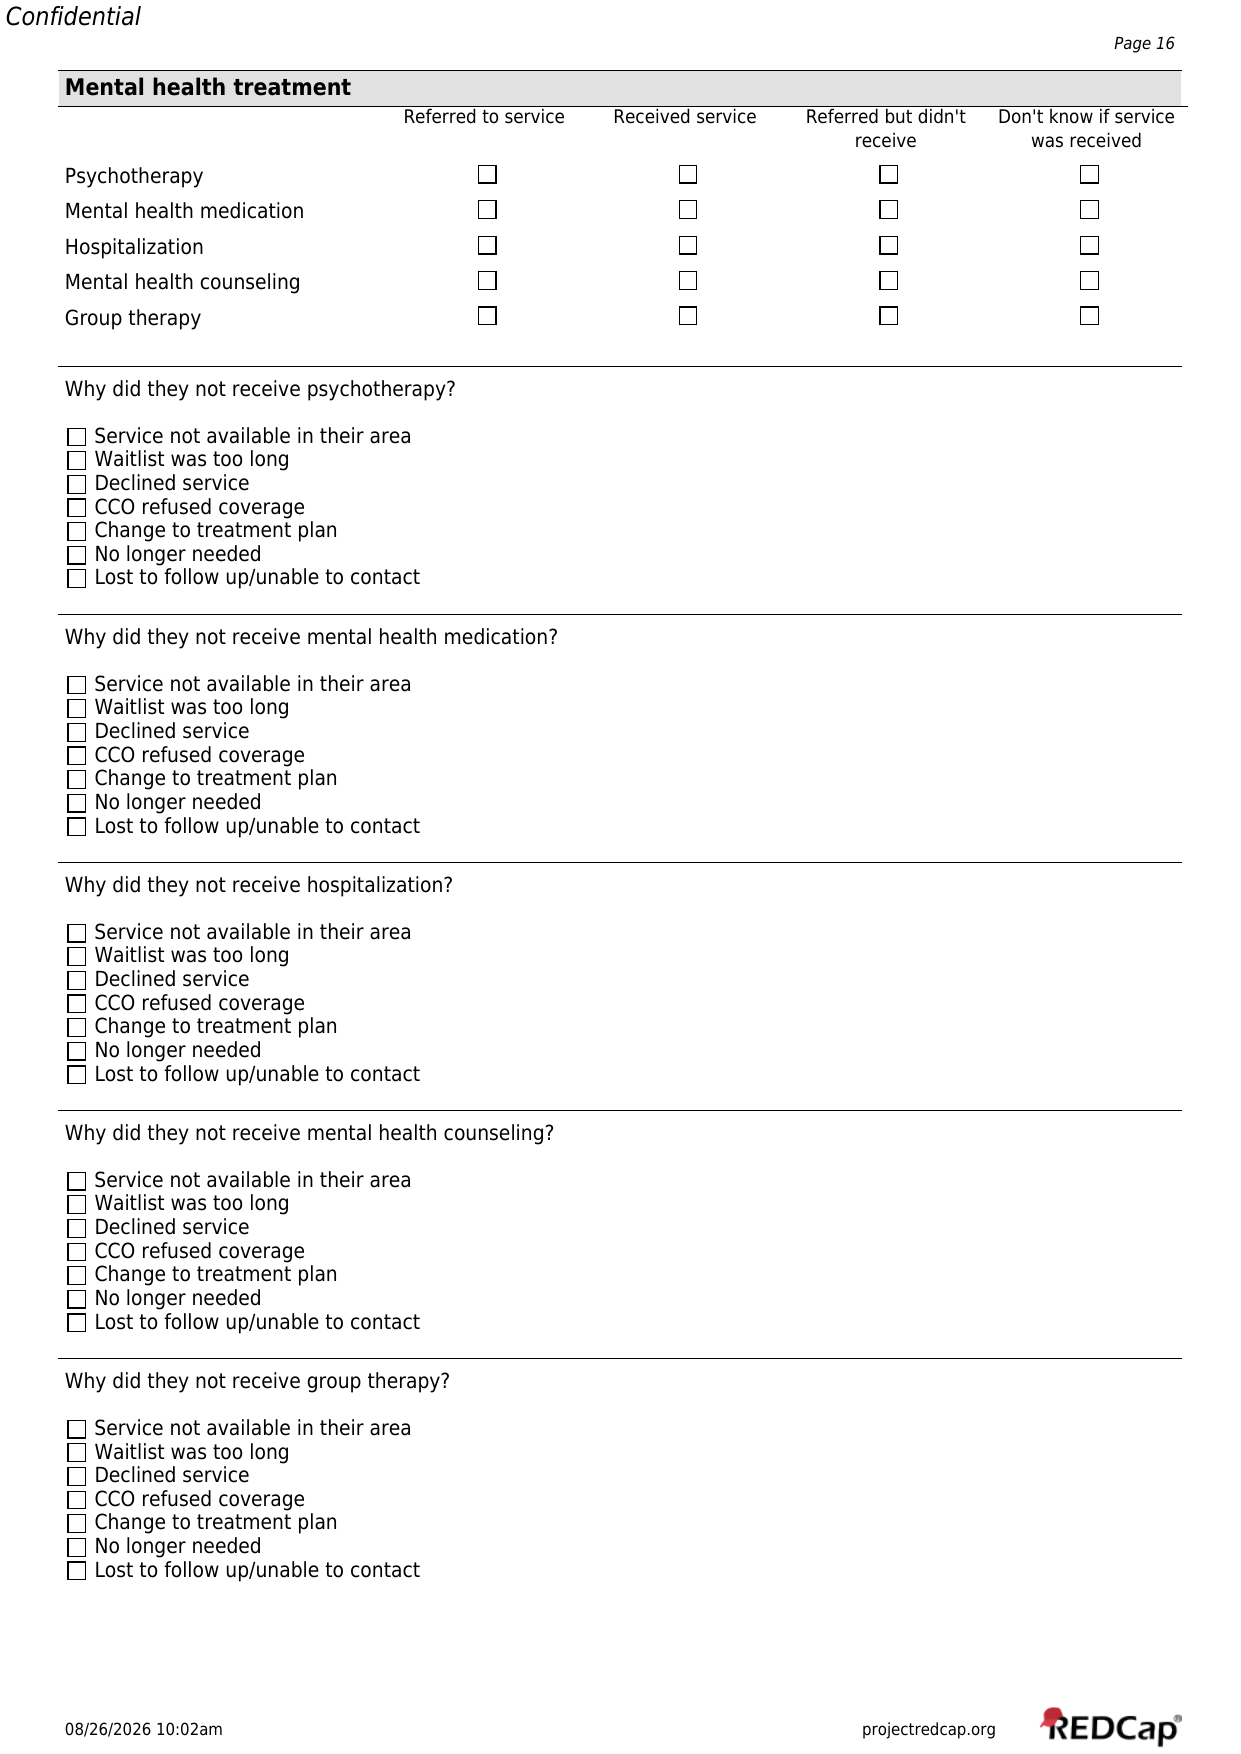 Confidential
Page 16
Mental health treatment
Referred to service Received service Referred but didn't receive Don't know if service was received
Psychotherapy
Mental health medication
Hospitalization
Mental health counseling
Group therapy
Why did they not receive psychotherapy?
Service not available in their area
Waitlist was too long
Declined service
CCO refused coverage
Change to treatment plan
No longer needed
Lost to follow up/unable to contact
Why did they not receive mental health medication?
Service not available in their area
Waitlist was too long
Declined service
CCO refused coverage
Change to treatment plan
No longer needed
Lost to follow up/unable to contact
Why did they not receive hospitalization?
Service not available in their area
Waitlist was too long
Declined service
CCO refused coverage
Change to treatment plan
No longer needed
Lost to follow up/unable to contact
Why did they not receive mental health counseling?
Service not available in their area
Waitlist was too long
Declined service
CCO refused coverage
Change to treatment plan
No longer needed
Lost to follow up/unable to contact
Why did they not receive group therapy?
Service not available in their area
Waitlist was too long
Declined service
CCO refused coverage
Change to treatment plan
No longer needed
Lost to follow up/unable to contact
08/26/2026 10:02am projectredcap.org REDCap®